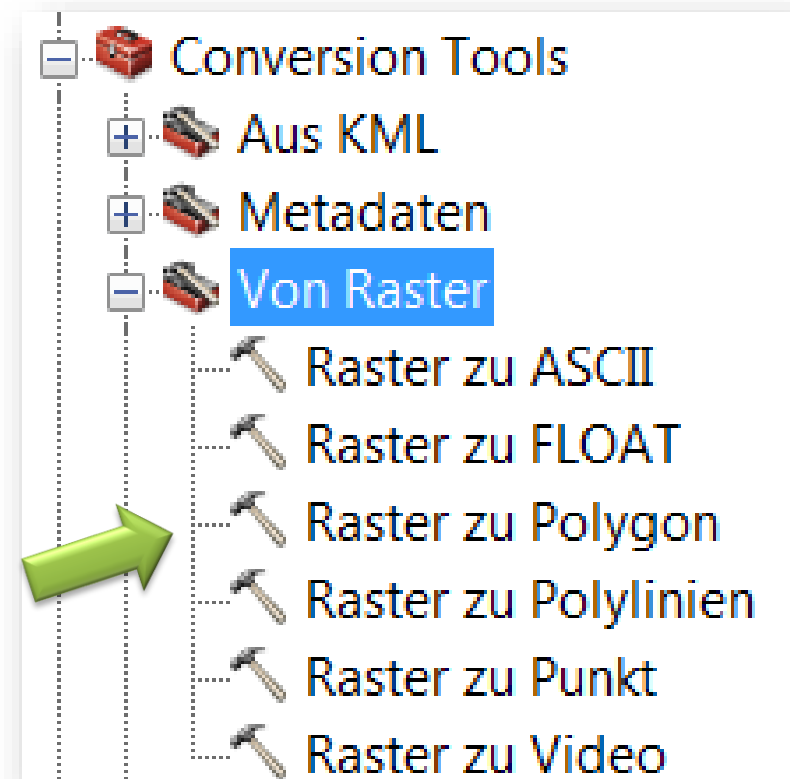 Conversion Tools
Aus KML
Metadaten
Von Raster
Raster zu ASCII
Raster zu FLOAT
Raster zu Polygon
Raster zu Polylinien
Raster zu Punkt
Raster zu Video